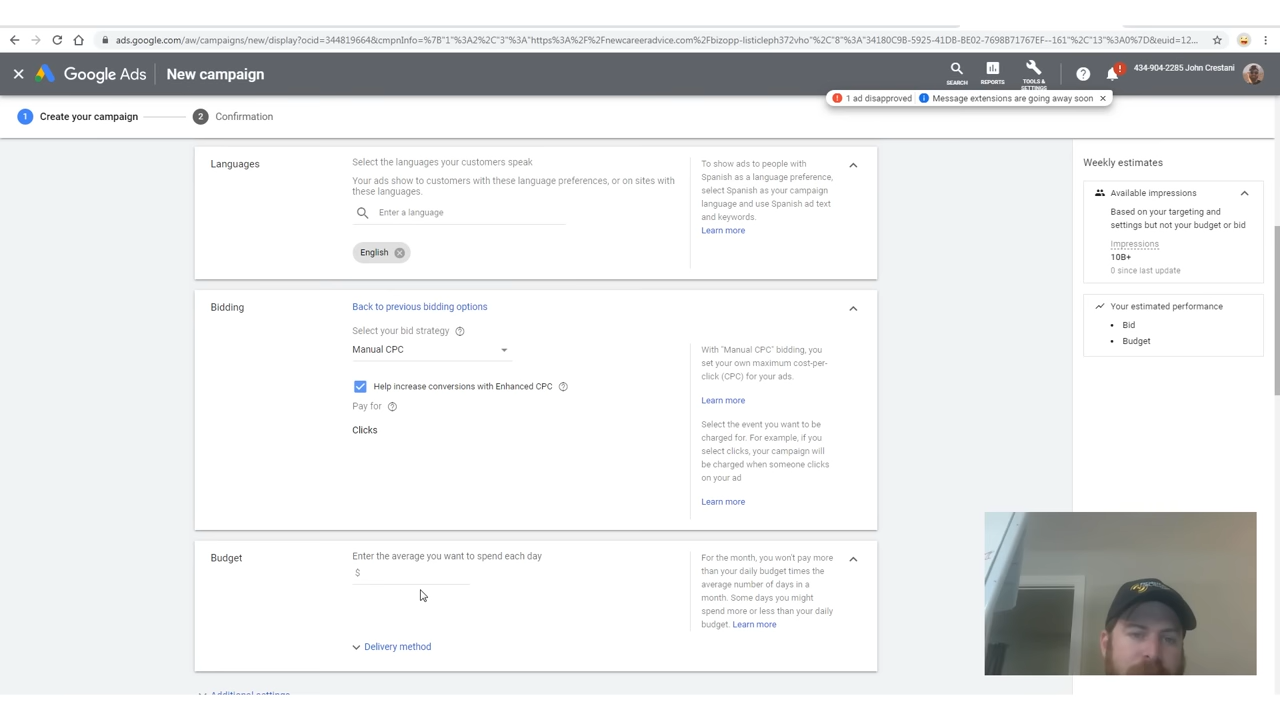 ads.google.com/aw/campaigns/new/display?ocid=344819664&cmpnInfo=%7B"1"%3A2%2C"3"%3A"https%3A%2F%2Fnewcareeradvice.com%2Fbizopp-listicleph372vho"%2C"8"%3A"34180C9B-5925-41DB-BE02-7698B71767EF--161"%2C"13"%3A0%7D&euid=12...
Google Ads New campaign
SEARCH
REPORTS
TOOLS &
SETTINGS
434-904-2285 John Crestani
1 ad disapproved
Message extensions are going away soon
1 Create your campaign
2 Confirmation
Languages
Select the languages your customers speak
Your ads show to customers with these language preferences, or on sites with
these languages.
Enter a language
English
To show ads to people with
Spanish as a language preference,
select Spanish as your campaign
language and use Spanish ad text
and keywords.
Learn more
Bidding
Back to previous bidding options
Select your bid strategy
Manual CPC
Help increase conversions with Enhanced CPC
Pay for
Clicks
With "Manual CPC" bidding, you
set your own maximum cost-per-
click (CPC) for your ads.
Learn more
Select the event you want to be
charged for. For example, if you
select clicks, your campaign will
be charged when someone clicks
on your ad
Learn more
Budget
Enter the average you want to spend each day
$
Delivery method
For the month, you won't pay more
than your daily budget times the
average number of days in a
month. Some days you might
spend more or less than your daily
budget. Learn more
Additional settings
Weekly estimates
Available impressions
Based on your targeting and
settings but not your budget or bid
Impressions
10B+
0 since last update
Your estimated performance
• Bid
• Budget